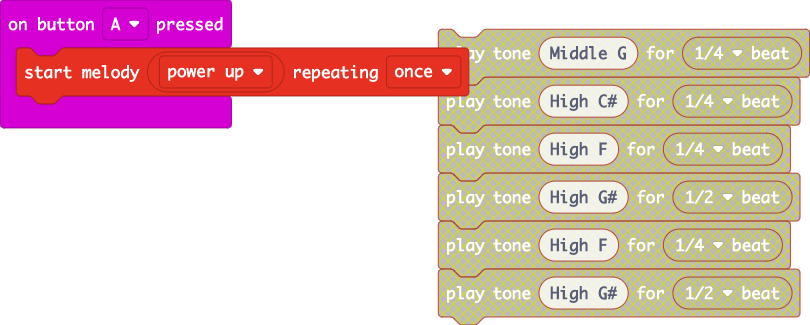 on button A pressed
start melody power up repeating once
play tone Middle G for 1/4 beat
play tone High C# for 1/4 beat
play tone High F for 1/4 beat
play tone High G# for 1/2 beat
play tone High F for 1/4 beat
play tone High G# for 1/2 beat